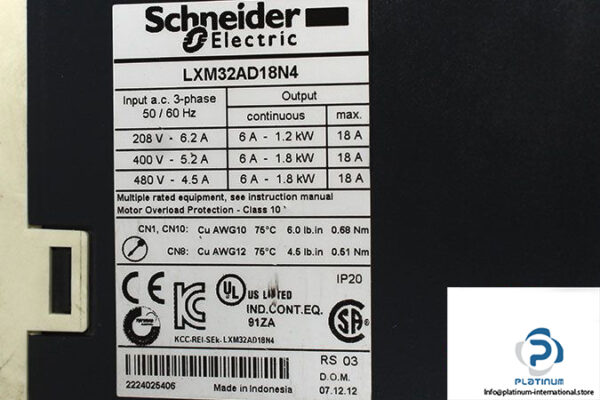 Schneider
Electric
LXM32AD18N4
Input a.c. 3-phase
50 / 60 Hz
Output
continuous
max.
208 V - 6.2 A
6 A - 1.2 kW
18 A
400 V - 5.2 A
6 A - 1.8 kW
18 A
480 V - 4.5 A
6 A - 1.8 kW
18 A
Multiple rated equipment, see instruction manual
Motor Overload Protection - Class 10
CN1, CN10: Cu AWG10 75°C 6.0 lb.in 0.68 Nm
CN8: Cu AWG12 75°C 4.5 lb.in 0.51 Nm
IP20
CE
KC
UL
US LISTED
IND.CONT.EQ.
91ZA
SA
KCC-REI-SEk- LXM32AD18N4
2224025406
Made in Indonesia
RS 03
D.O.M.
07.12.12
PLATINUM
info@platinum-international.store